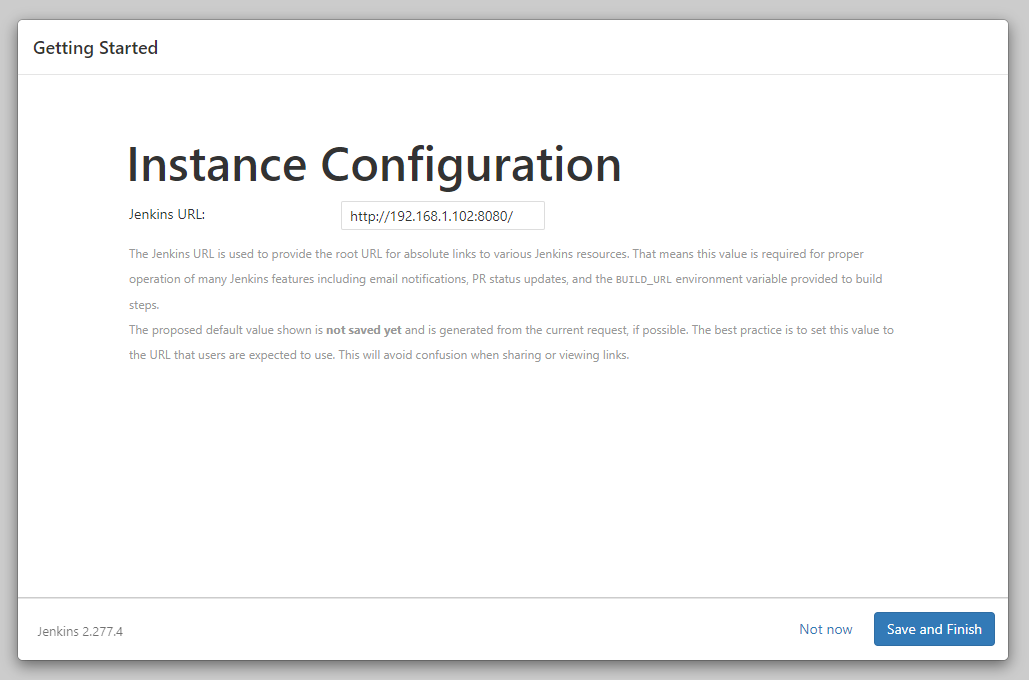 Getting Started
Instance Configuration
Jenkins URL:
http://192.168.1.102:8080/
The Jenkins URL is used to provide the root URL for absolute links to various Jenkins resources. That means this value is required for proper
operation of many Jenkins features including email notifications, PR status updates, and the BUILD_URL environment variable provided to build
steps.
The proposed default value shown is not saved yet and is generated from the current request, if possible. The best practice is to set this value to
the URL that users are expected to use. This will avoid confusion when sharing or viewing links.
Jenkins 2.277.4
Not now
Save and Finish